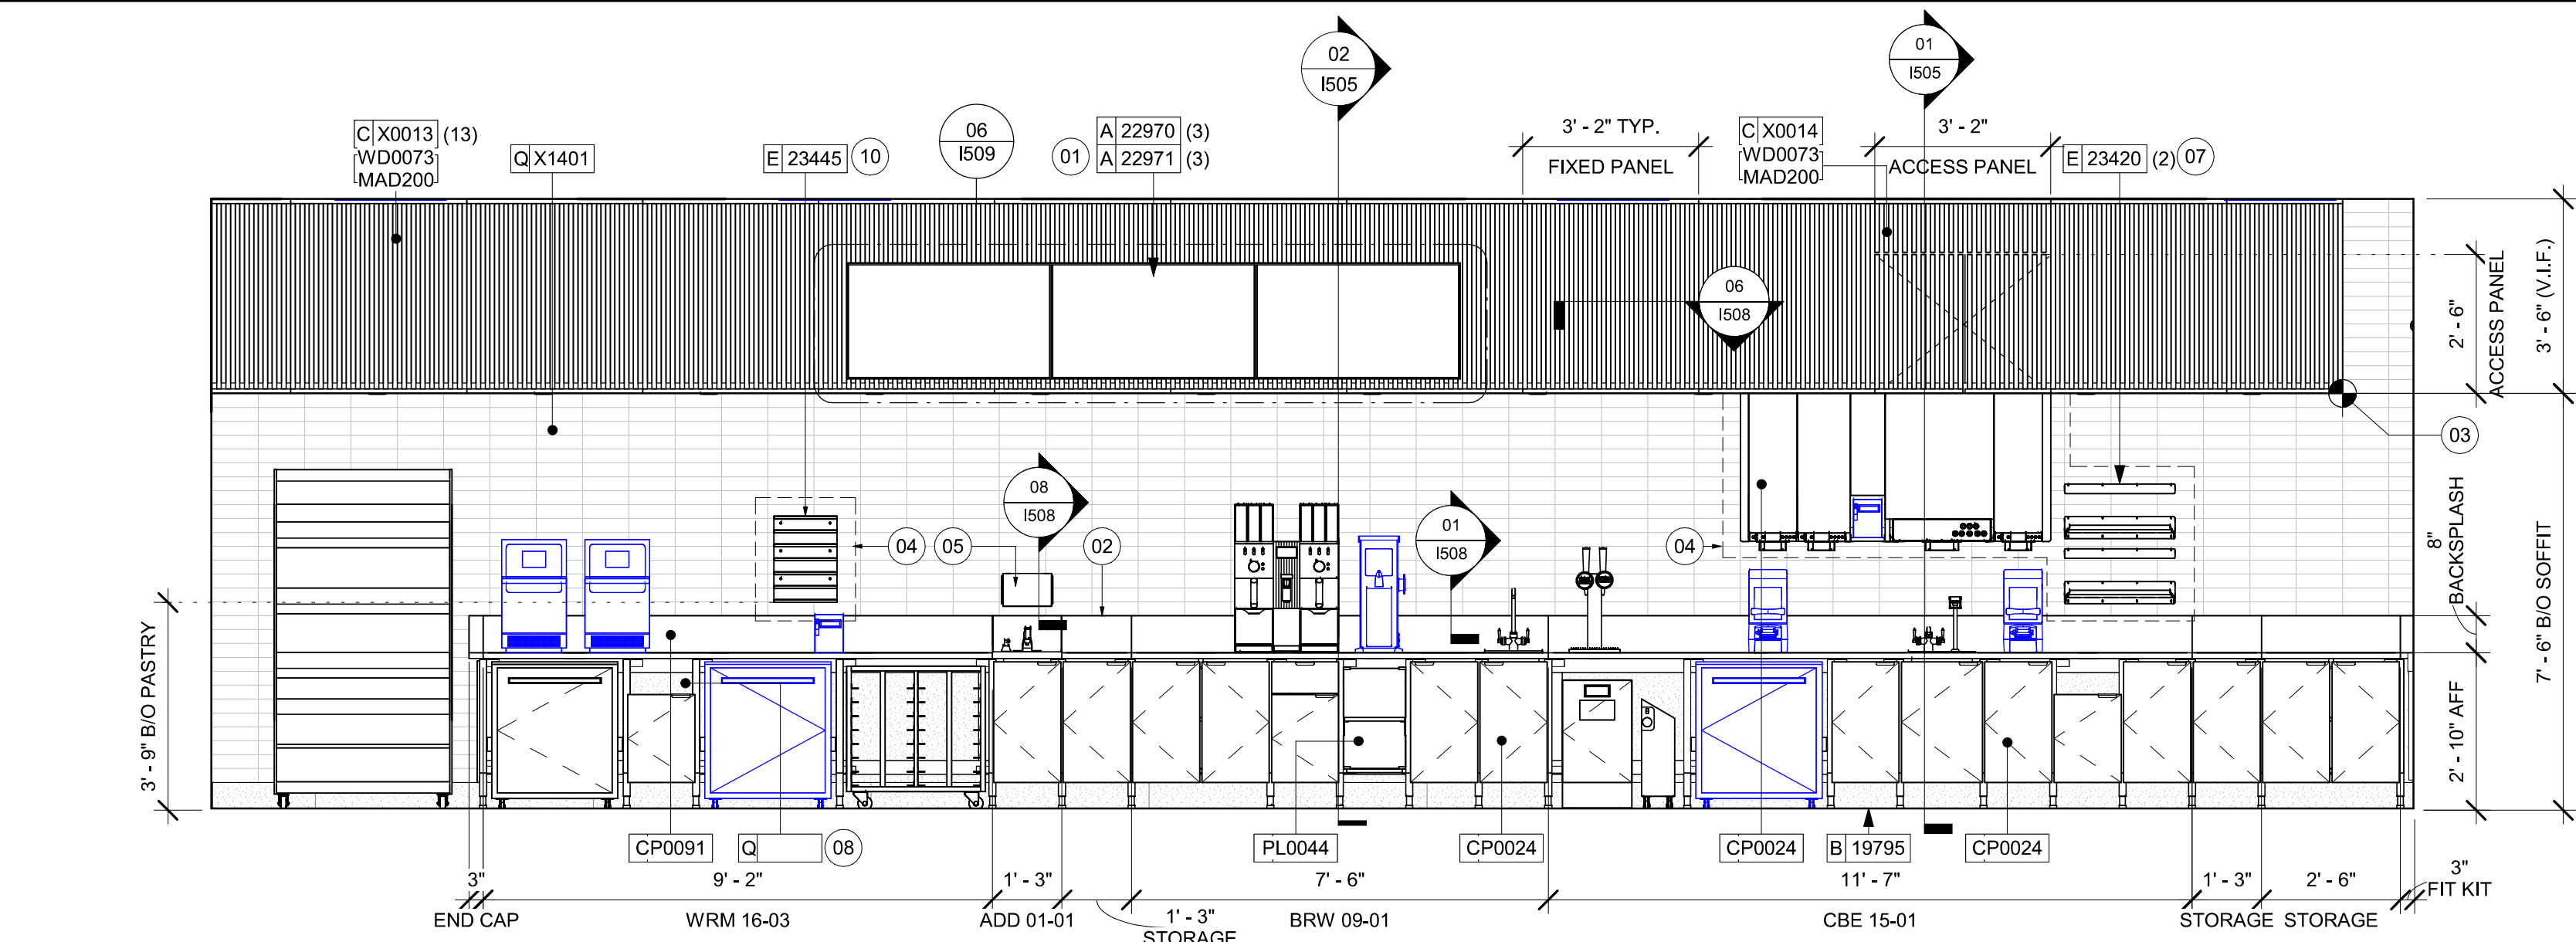 02
I505
01
I505
C X0013 (13)
WD0073
MAD200
Q X1401
E 23445 10
06
I509
01
A 22970 (3)
A 22971 (3)
3' - 2" TYP.
FIXED PANEL
C X0014
WD0073
MAD200
3' - 2"
ACCESS PANEL
E 23420 (2) 07
06
I508
2' - 6"
ACCESS PANEL
3' - 6" (V.I.F.)
03
08
I508
01
I508
04
05
02
04
8"
BACKSPLASH
7' - 6" B/O SOFFIT
3' - 9" B/O PASTRY
2' - 10" AFF
CP0091
Q 08
PL0044
CP0024
CP0024
B 19795
CP0024
3"
END CAP
9' - 2"
WRM 16-03
1' - 3"
ADD 01-01
1' - 3"
STORAGE
7' - 6"
BRW 09-01
11' - 7"
CBE 15-01
1' - 3"
STORAGE
2' - 6"
STORAGE
3"
FIT KIT